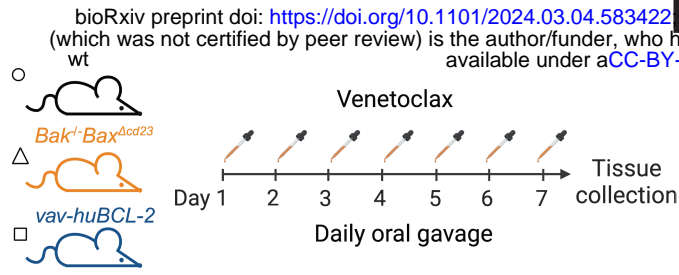 bioRxiv preprint doi: https://doi.org/10.1101/2024.03.04.583422;
(which was not certified by peer review) is the author/funder, who
available under aCC-BY-
wt
Bak-/-BaxΔcd23
vav-huBCL-2
Venetoclax
Day 1 2 3 4 5 6 7
Tissue
collection
Daily oral gavage